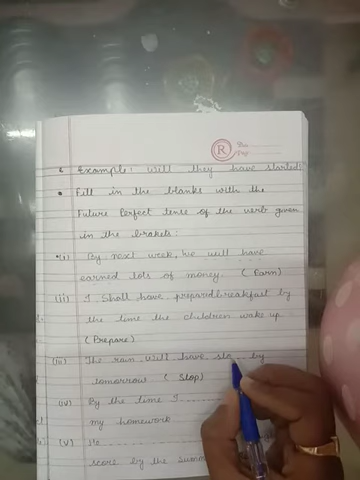 R
Example: Will they have started?
Fill in the blanks with the
Future Perfect tense of the verb given
in the brakets:
(i) By next week, we will have
earned lots of money. (Earn)
(ii) I Shall have prepared breakfast by
the time the children wake up
(Prepare)
(iii) The rain will have sto by
tomorrow (Stop)
(iv) By the time I
my homework
(v) He
score by the summ